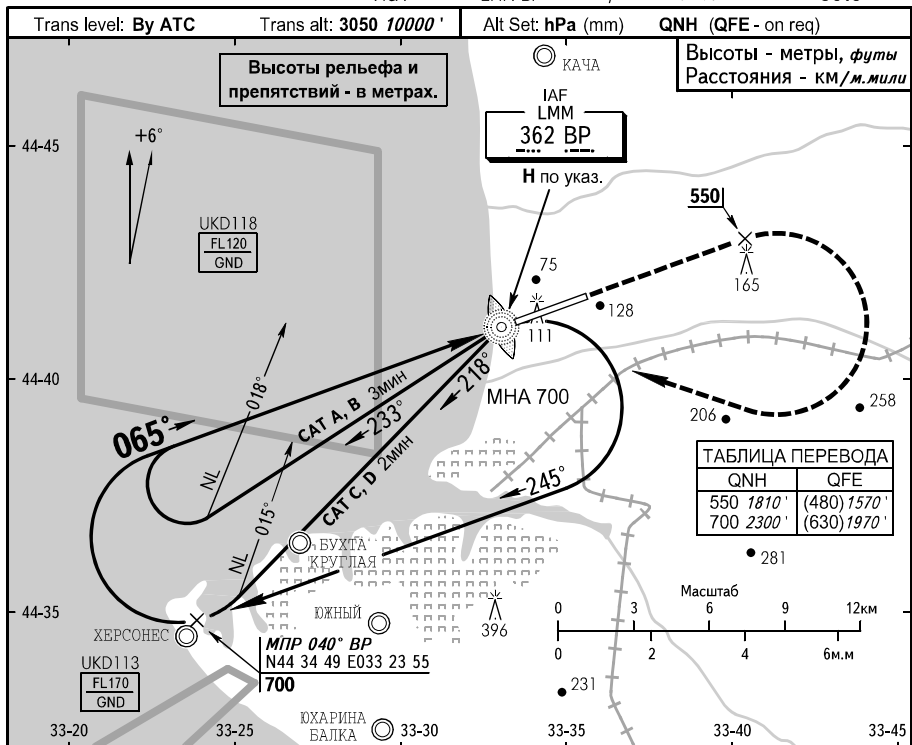 Trans level: By ATC
Trans alt: 3050 10000 '
Alt Set: hPa (mm)
QNH (QFE - on req)
Высоты рельефа и
препятствий - в метрах.
КАЧА
Высоты - метры, футы
Расстояния - км/м.мили
IAF
LMM
362 BP
Н по указ.
44-45
+6°
UKD118
FL120
GND
550
165
75
128
111
44-40
018°
NL
CAT A, B 3мин
233°
218°
МНА 700
206
258
065°
CAT C, D 2мин
245°
ТАБЛИЦА ПЕРЕВОДА
QNH QFE
550 1810 ' (480) 1570 '
700 2300 ' (630) 1970 '
NL
015°
БУХТА
КРУГЛАЯ
281
Масштаб
0 3 6 9 12км
0 2 4 6м.м
44-35
ХЕРСОНЕС
ЮЖНЫЙ
396
МПР 040° ВР
N44 34 49 E033 23 55
700
UKD113
FL170
GND
231
ЮХАРИНА
БАЛКА
33-20 33-25 33-30 33-35 33-40 33-45